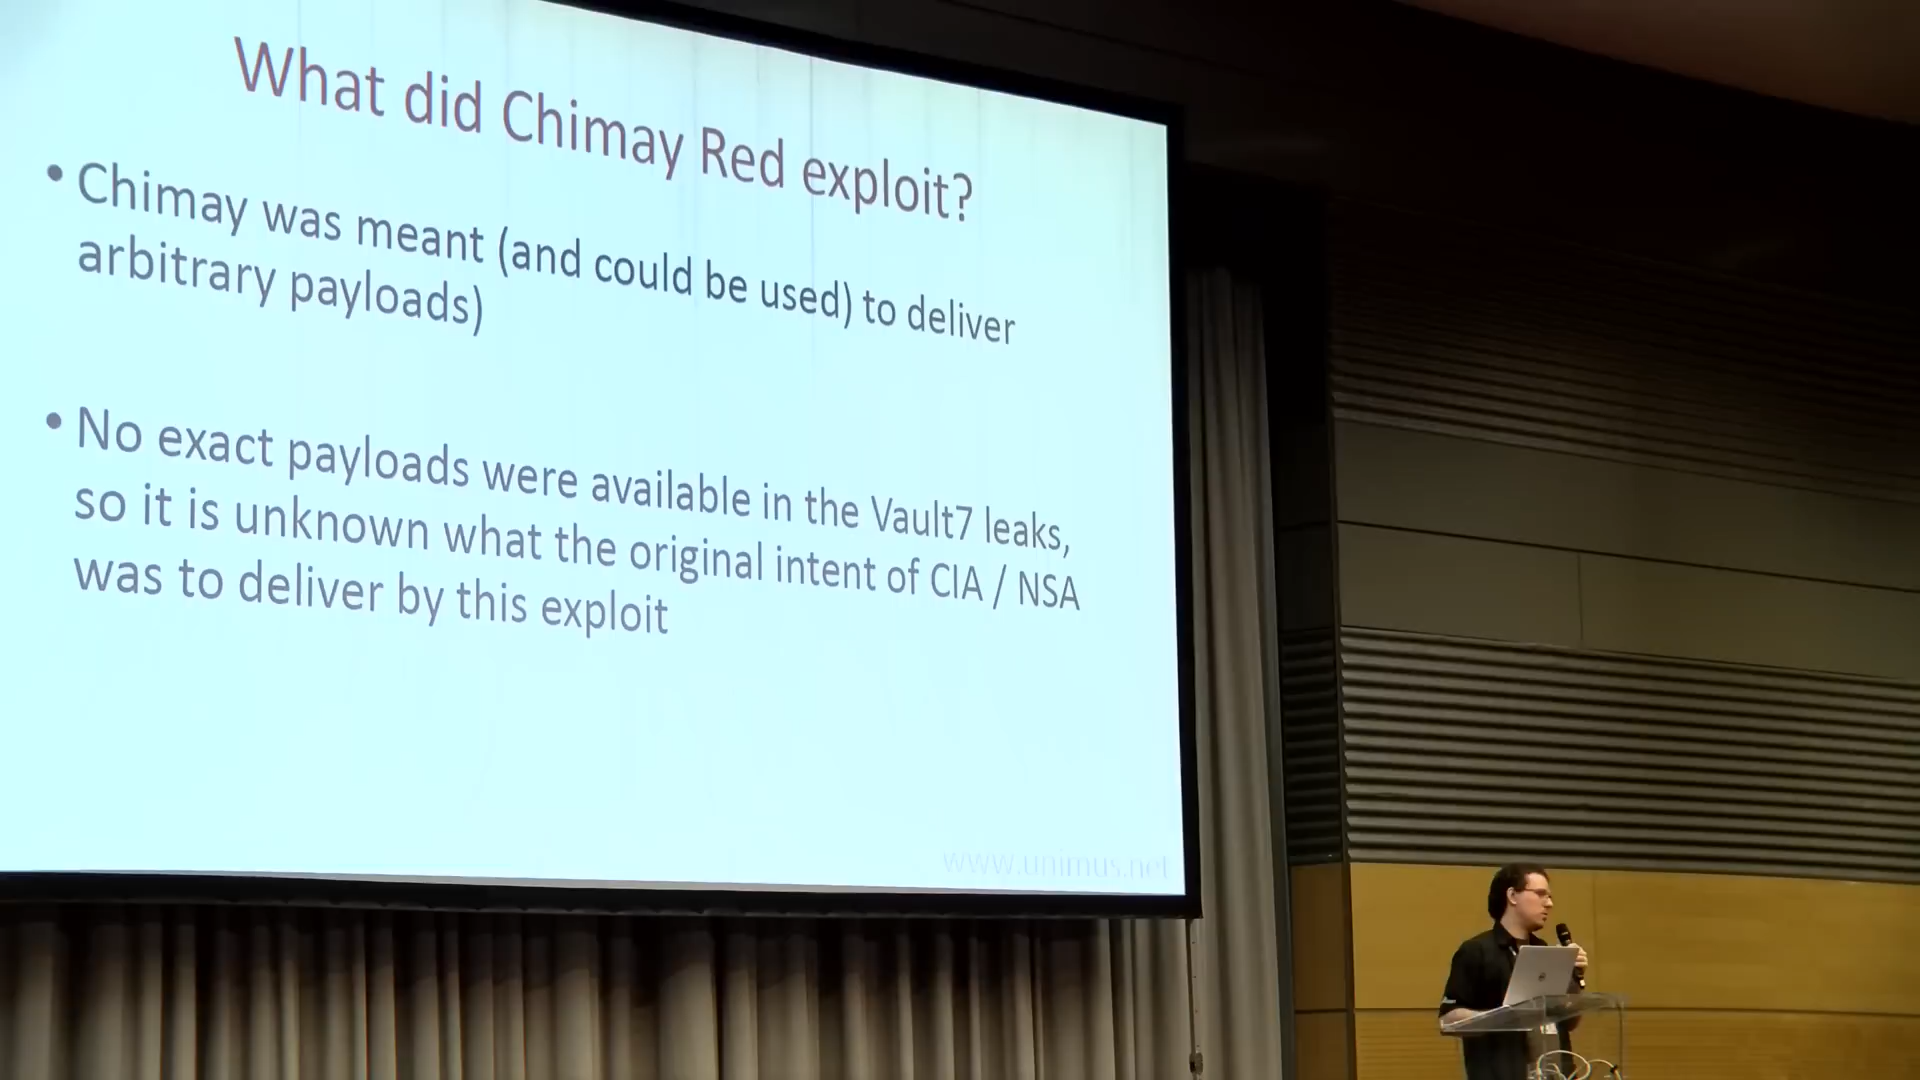 What did Chimay Red exploit?
• Chimay was meant (and could be used) to deliver
arbitrary payloads)
• No exact payloads were available in the Vault7 leaks,
so it is unknown what the original intent of CIA / NSA
was to deliver by this exploit
www.unimus.net